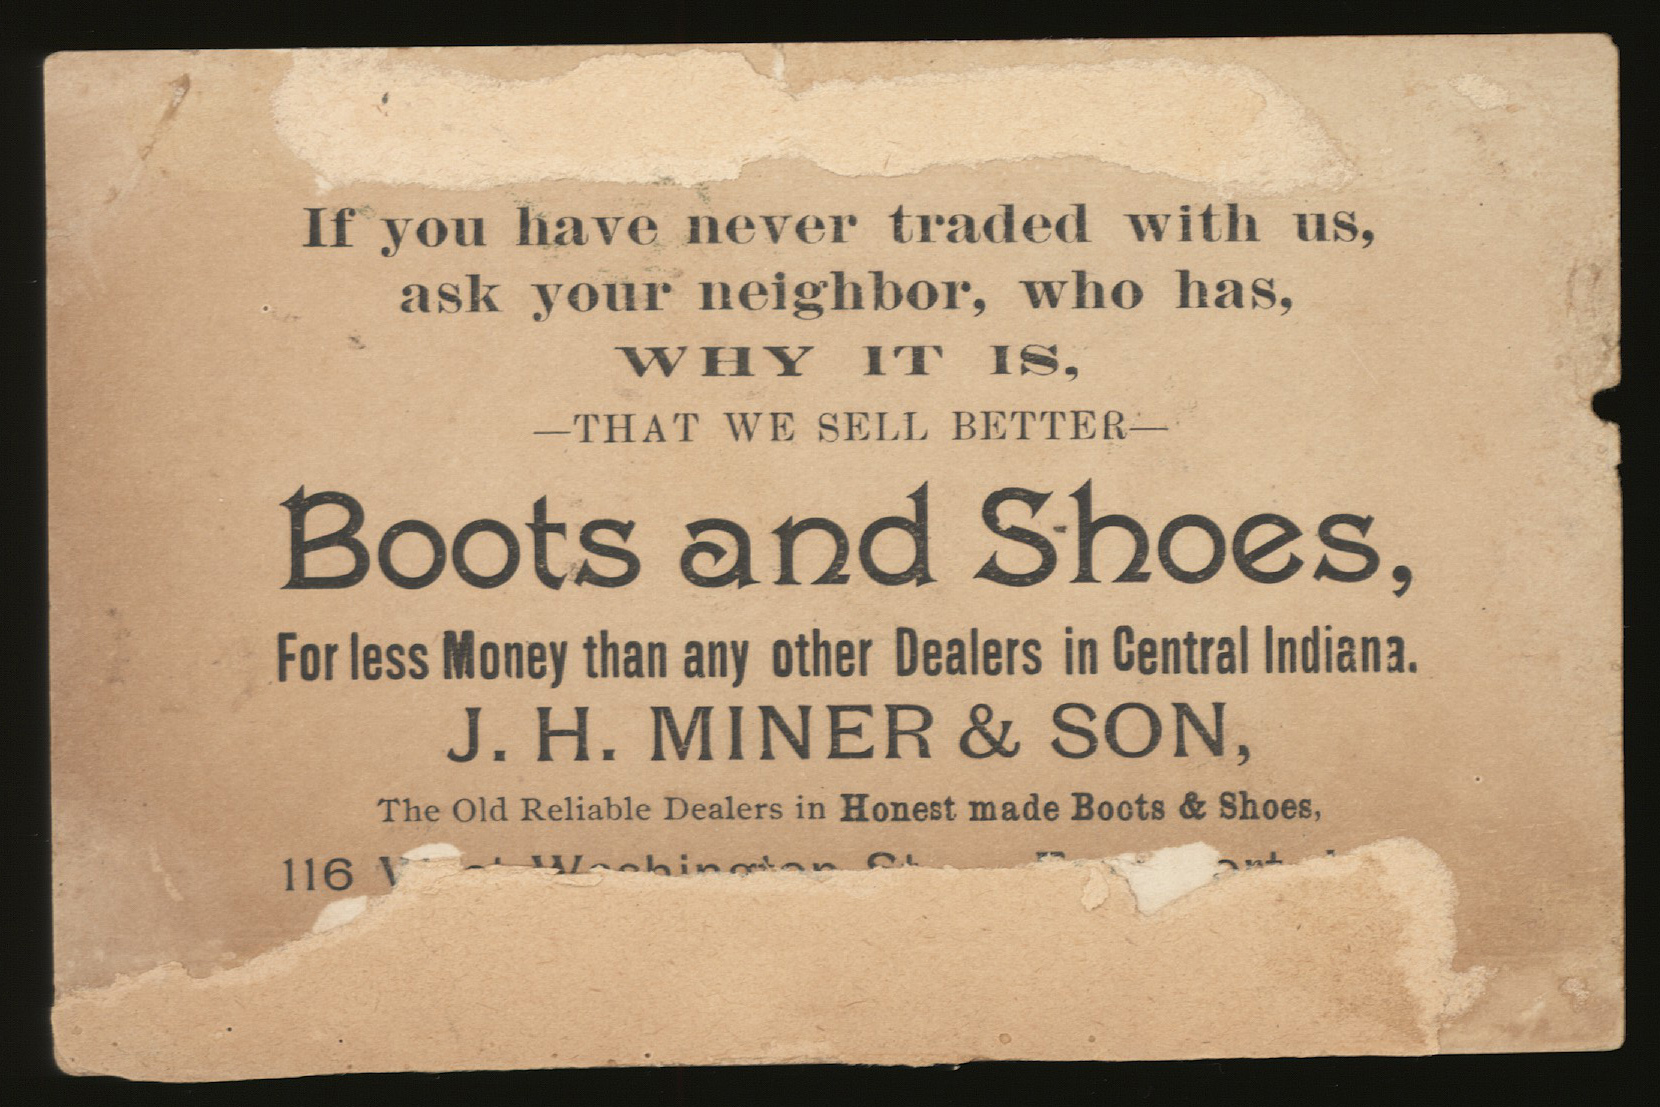 If you have never traded with us,
ask your neighbor, who has,
WHY IT IS,
—THAT WE SELL BETTER—
Boots and Shoes,
For less Money than any other Dealers in Central Indiana.
J. H. MINER & SON,
The Old Reliable Dealers in Honest made Boots & Shoes,
116 West Washington